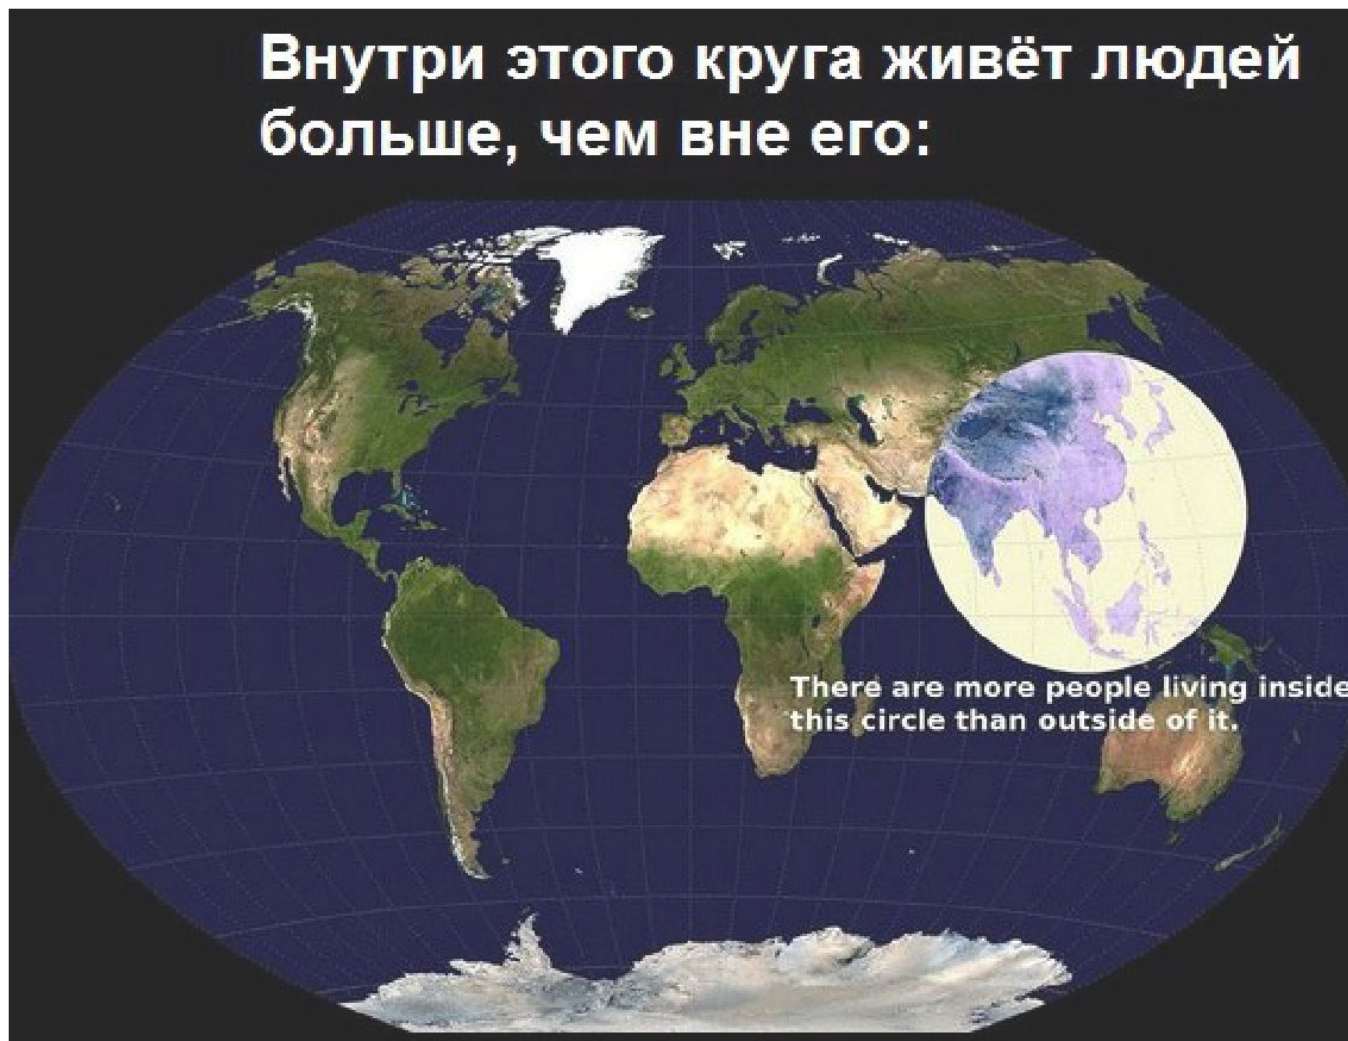 Внутри этого круга живёт людей
больше, чем вне его:
There are more people living inside
this circle than outside of it.